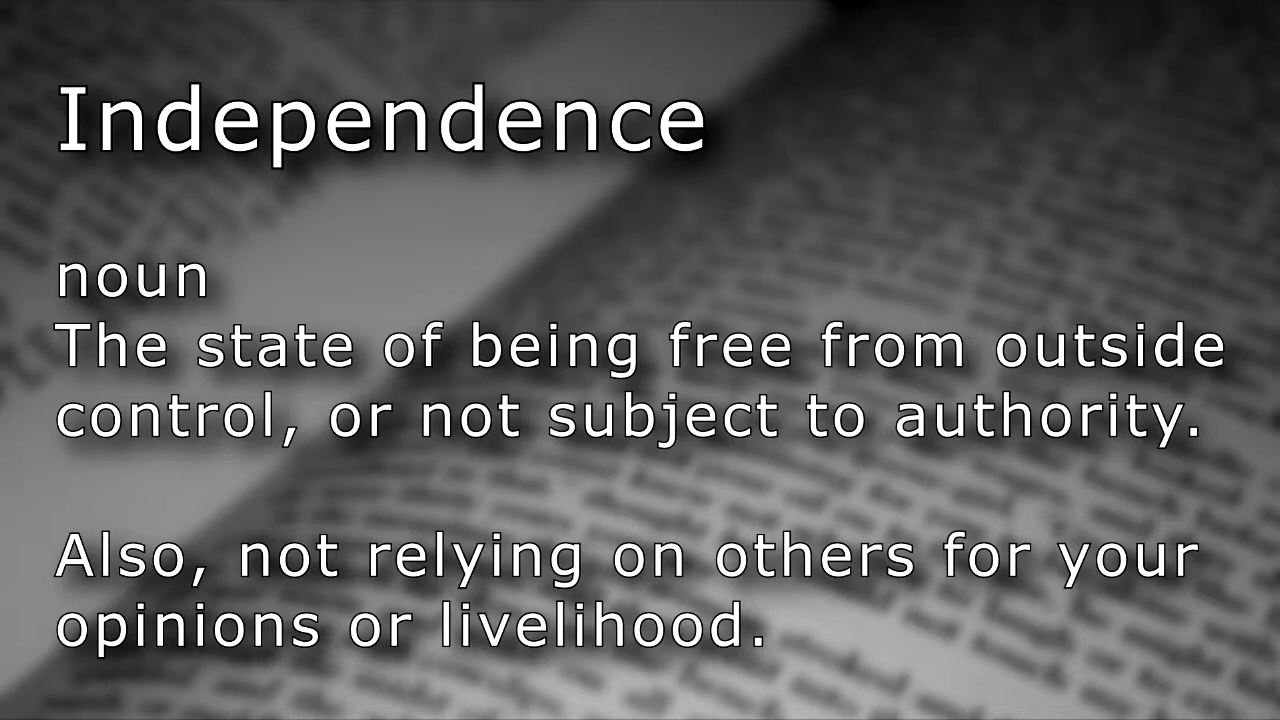 Independence
noun
The state of being free from outside
control, or not subject to authority.
Also, not relying on others for your
opinions or livelihood.